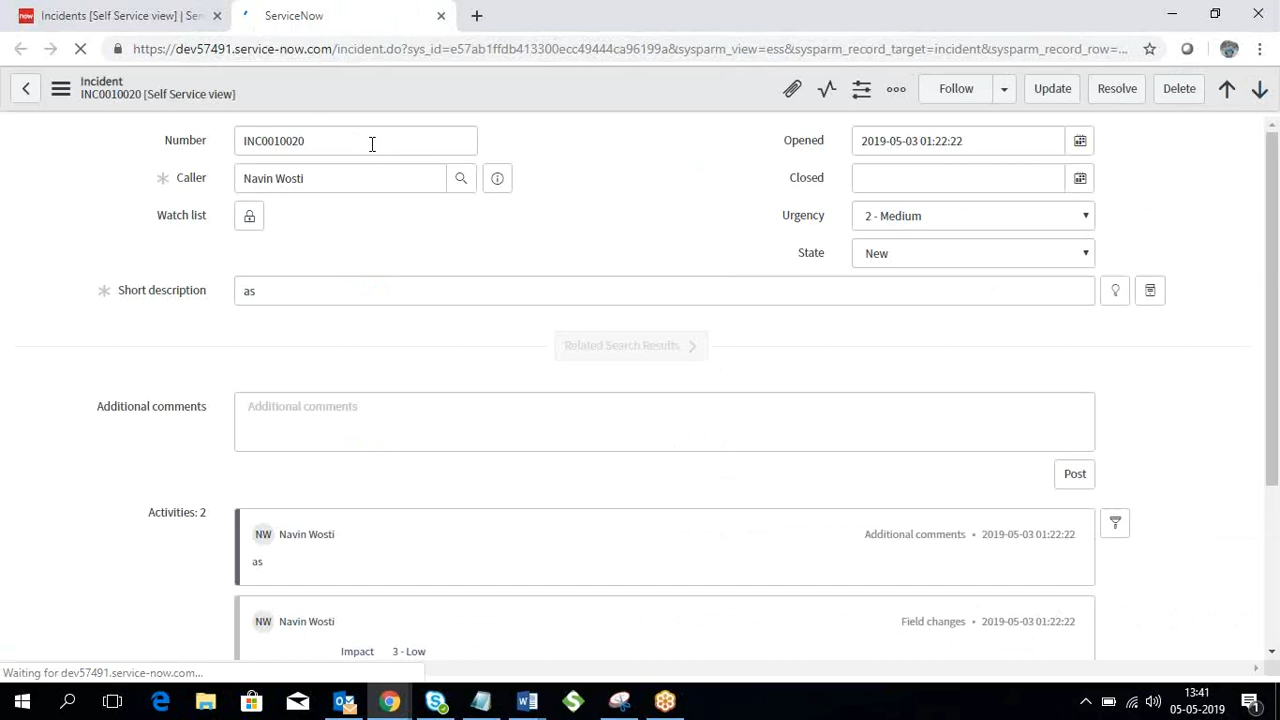 now Incidents [Self Service view] | Ser
ServiceNow
https://dev57491.service-now.com/incident.do?sys_id=e57ab1ffdb413300ecc49444ca96199a&sysparm_view=ess&sysparm_record_target=incident&sysparm_record_row=...
Incident
INC0010020 [Self Service view]
Follow Update Resolve Delete
Number INC0010020 Opened 2019-05-03 01:22:22
Caller Navin Wosti Closed
Watch list Urgency 2 - Medium
State New
Short description as
Related Search Results
Additional comments Additional comments
Post
Activities: 2
NW Navin Wosti Additional comments • 2019-05-03 01:22:22
as
NW Navin Wosti Field changes • 2019-05-03 01:22:22
Impact 3 - Low
Waiting for dev57491.service-now.com...
13:41
05-05-2019
1